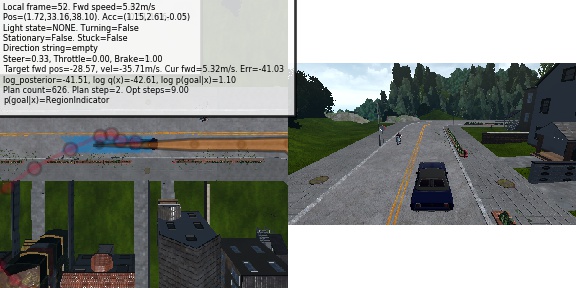 Local frame=52. Fwd speed=5.32m/s
Pos=(1.72,33.16,38.10). Acc=(1.15,2.61;-0.05)
Light state=NONE. Turning=False
Stationary=False. Stuck=False
Direction string=empty
Steer=0.33, Throttle=0.00, Brake=1.00
Target fwd pos=-28.57, vel=-35.71m/s. Cur fwd=5.32m/s. Err=-41.03
log_posterior=-41.51, log q(x)=-42.61, log p(goal|x)=1.10
Plan count=626. Plan step=2. Opt steps=9.00
p(goal|x)=RegionIndicator